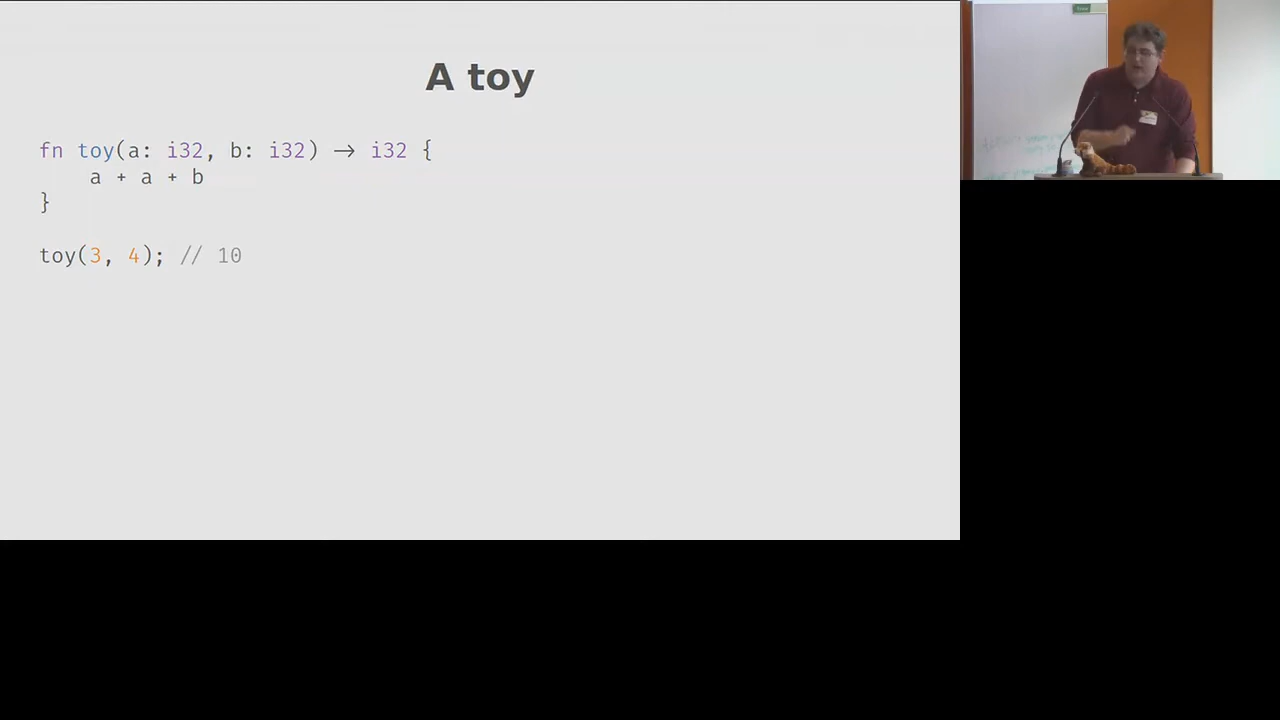 A toy
fn toy(a: i32, b: i32) → i32 {
    a + a + b
}
toy(3, 4); // 10